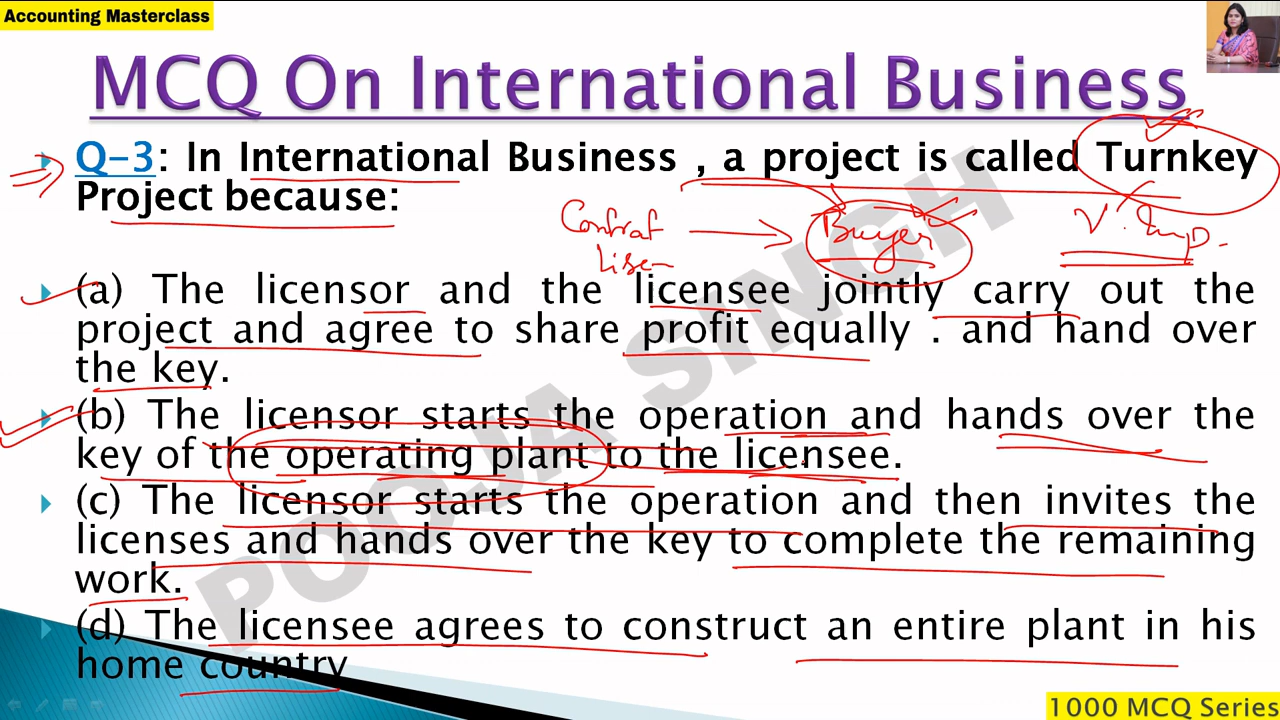 Accounting Masterclass
MCQ On International Business
Q-3: In International Business , a project is called Turnkey
Project because:
Buyer
V. Imp.
(a) The licensor and the licensee jointly carry out the
project and agree to share profit equally . and hand over
the key.
(b) The licensor starts the operation and hands over the
key of the operating plant to the licensee.
(c) The licensor starts the operation and then invites the
licenses and hands over the key to complete the remaining
work.
(d) The licensee agrees to construct an entire plant in his
home country
POOJA SINGH
1000 MCQ Series